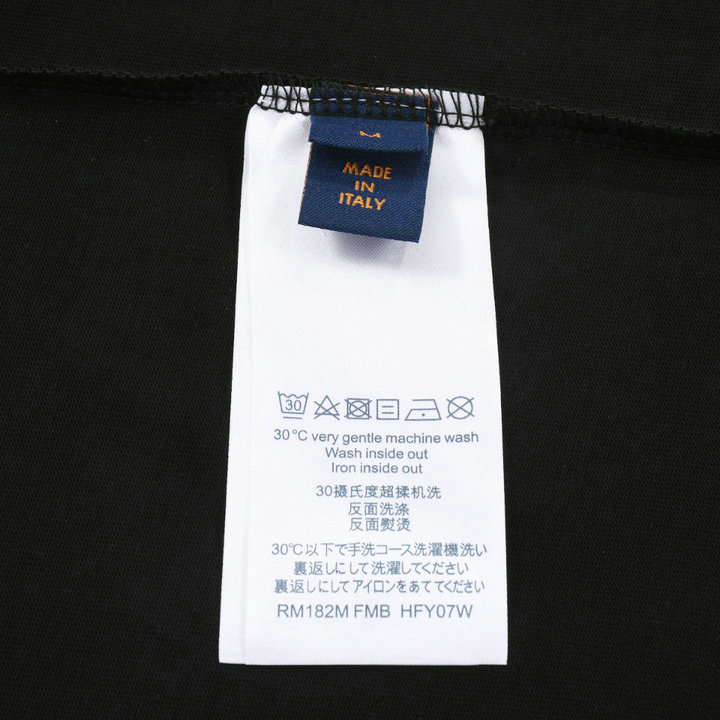 MADE
IN
ITALY
30
30°C very gentle machine wash
Wash inside out
Iron inside out
30摄氏度超揉机洗
反面洗涤
反面熨烫
30℃以下で手洗コース洗濯機洗い
裏返しにして洗濯してください
裏返しにしてアイロンをあててください
RM182M FMB HFY07W